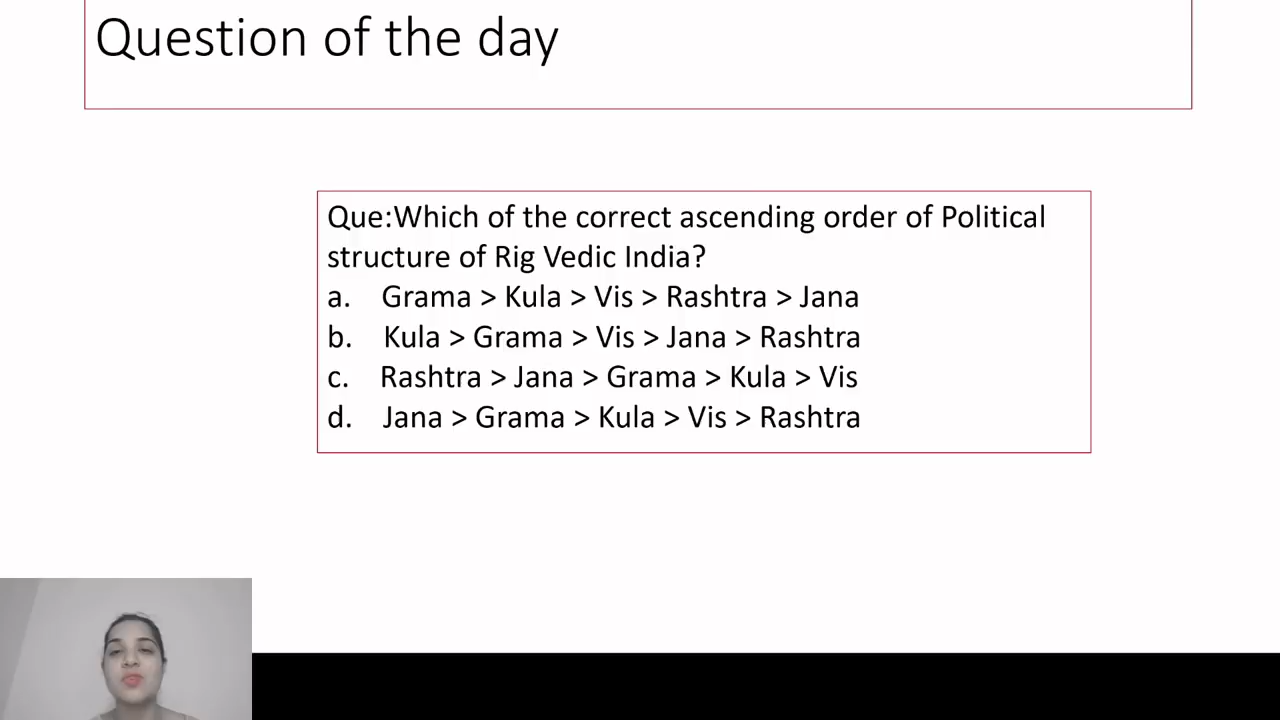 Question of the day
Que:Which of the correct ascending order of Political
structure of Rig Vedic India?
a. Grama > Kula > Vis > Rashtra > Jana
b. Kula > Grama > Vis > Jana > Rashtra
c. Rashtra > Jana > Grama > Kula > Vis
d. Jana > Grama > Kula > Vis > Rashtra